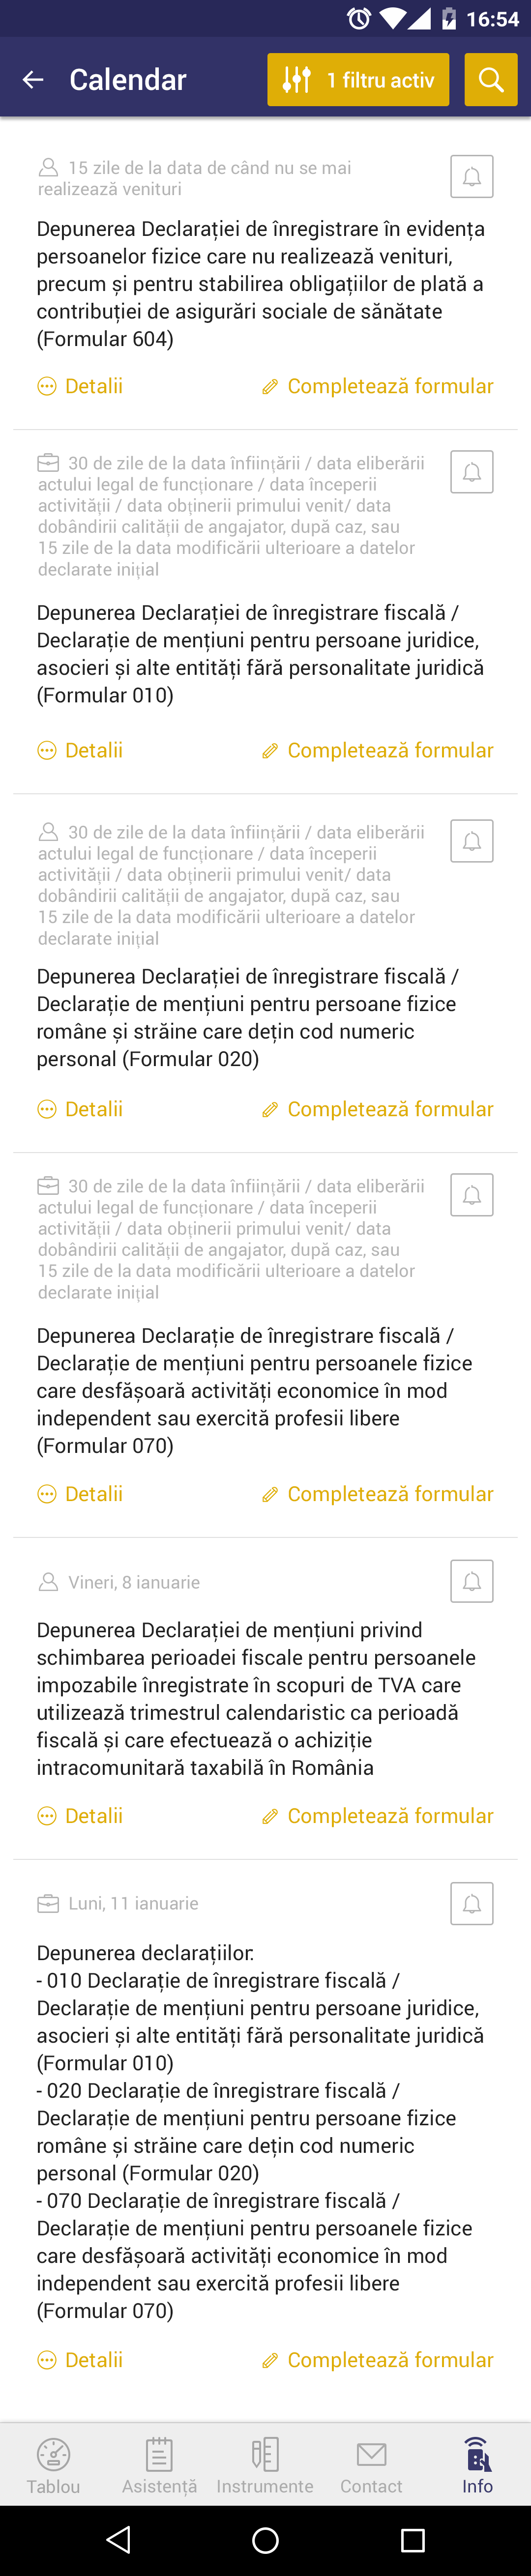 16:54
Calendar
1 filtru activ
15 zile de la data de când nu se mai
realizează venituri
Depunerea Declarației de înregistrare în evidența
persoanelor fizice care nu realizează venituri,
precum și pentru stabilirea obligațiilor de plată a
contribuției de asigurări sociale de sănătate
(Formular 604)
Detalii
Completează formular
30 de zile de la data înființării / data eliberării
actului legal de funcționare / data începerii
activității / data obținerii primului venit/ data
dobândirii calității de angajator, după caz, sau
15 zile de la data modificării ulterioare a datelor
declarate inițial
Depunerea Declarației de înregistrare fiscală /
Declarație de mențiuni pentru persoane juridice,
asocieri și alte entități fără personalitate juridică
(Formular 010)
Detalii
Completează formular
30 de zile de la data înființării / data eliberării
actului legal de funcționare / data începerii
activității / data obținerii primului venit/ data
dobândirii calității de angajator, după caz, sau
15 zile de la data modificării ulterioare a datelor
declarate inițial
Depunerea Declarației de înregistrare fiscală /
Declarație de mențiuni pentru persoane fizice
române și străine care dețin cod numeric
personal (Formular 020)
Detalii
Completează formular
30 de zile de la data înființării / data eliberării
actului legal de funcționare / data începerii
activității / data obținerii primului venit/ data
dobândirii calității de angajator, după caz, sau
15 zile de la data modificării ulterioare a datelor
declarate inițial
Depunerea Declarație de înregistrare fiscală /
Declarație de mențiuni pentru persoanele fizice
care desfășoară activități economice în mod
independent sau exercită profesii libere
(Formular 070)
Detalii
Completează formular
Vineri, 8 ianuarie
Depunerea Declarației de mențiuni privind
schimbarea perioadei fiscale pentru persoanele
impozabile înregistrate în scopuri de TVA care
utilizează trimestrul calendaristic ca perioadă
fiscală și care efectuează o achiziție
intracomunitară taxabilă în România
Detalii
Completează formular
Luni, 11 ianuarie
Depunerea declarațiilor:
- 010 Declarație de înregistrare fiscală /
Declarație de mențiuni pentru persoane juridice,
asocieri și alte entități fără personalitate juridică
(Formular 010)
- 020 Declarație de înregistrare fiscală /
Declarație de mențiuni pentru persoane fizice
române și străine care dețin cod numeric
personal (Formular 020)
- 070 Declarație de înregistrare fiscală /
Declarație de mențiuni pentru persoanele fizice
care desfășoară activități economice în mod
independent sau exercită profesii libere
(Formular 070)
Detalii
Completează formular
Tablou
Asistență
Instrumente
Contact
Info